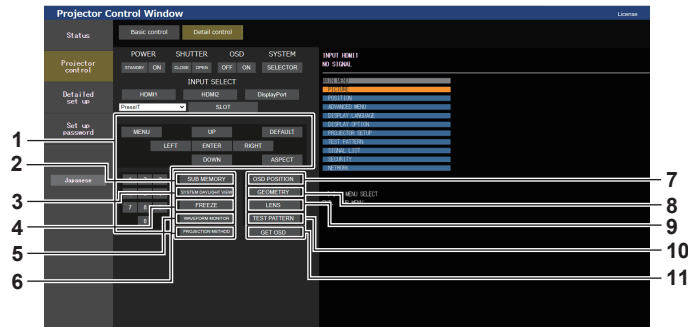 Projector Control Window
License
Status
Projector
control
Detailed
set up
Set up
password
Japanese
Basic control
Detail control
POWER SHUTTER OSD SYSTEM
STANDBY ON CLOSE OPEN OFF ON SELECTOR
INPUT SELECT
HDMI1 HDMI2 DisplayPort
PressIT SLOT
MENU UP DEFAULT
LEFT ENTER RIGHT
DOWN ASPECT
SUB MEMORY OSD POSITION
SYSTEM DAYLIGHT VIEW GEOMETRY
FREEZE LENS
7 8
WAVEFORM MONITOR TEST PATTERN
PROJECTION METHOD GET OSD
INPUT HDMI1
NO SIGNAL
MAIN MENU
PICTURE
POSITION
ADVANCED MENU
DISPLAY LANGUAGE
DISPLAY OPTION
PROJECTOR SETUP
TEST PATTERN
SIGNAL LIST
SECURITY
NETWORK
MENU SELECT
MENU
1
2
3
4
5
6
7
8
9
10
11